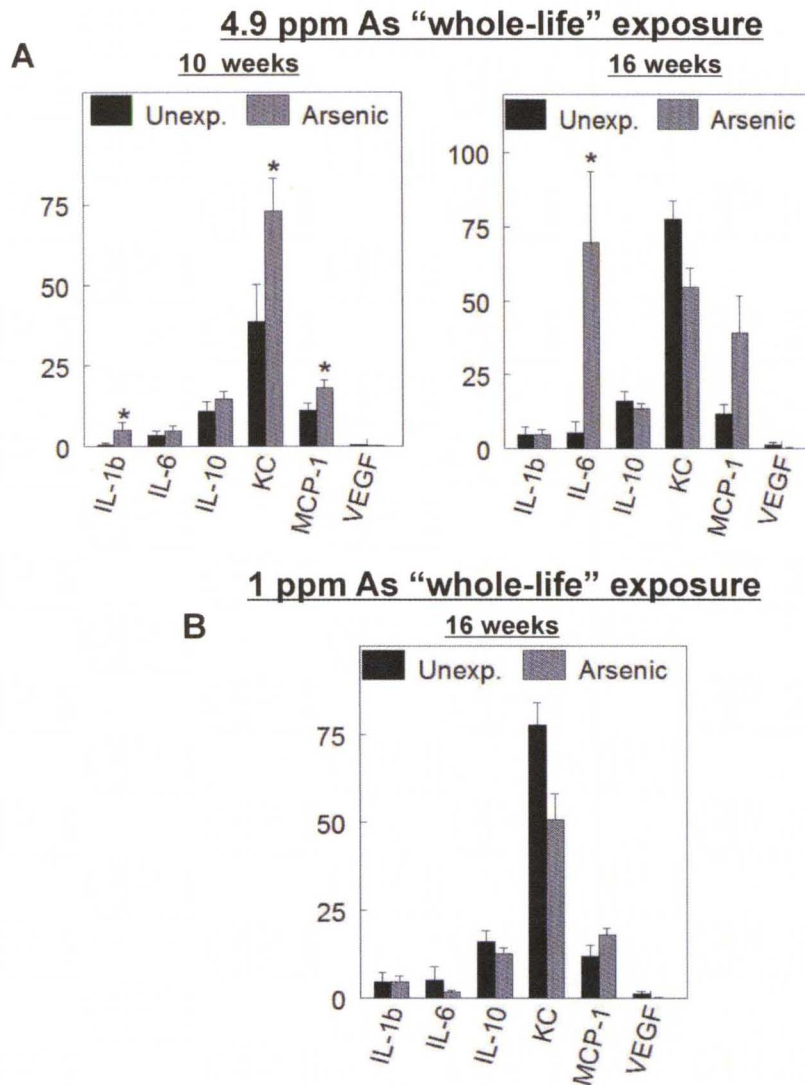 4.9 ppm As “whole-life” exposure
A
10 weeks
16 weeks
Unexp. Arsenic
75
50
25
0
* * *
IL-1b IL-6 IL-10 KC MCP-1 VEGF
Unexp. Arsenic
100
75
50
25
0
*
IL-1b IL-6 IL-10 KC MCP-1 VEGF
1 ppm As “whole-life” exposure
B
16 weeks
Unexp. Arsenic
75
50
25
0
IL-1b IL-6 IL-10 KC MCP-1 VEGF